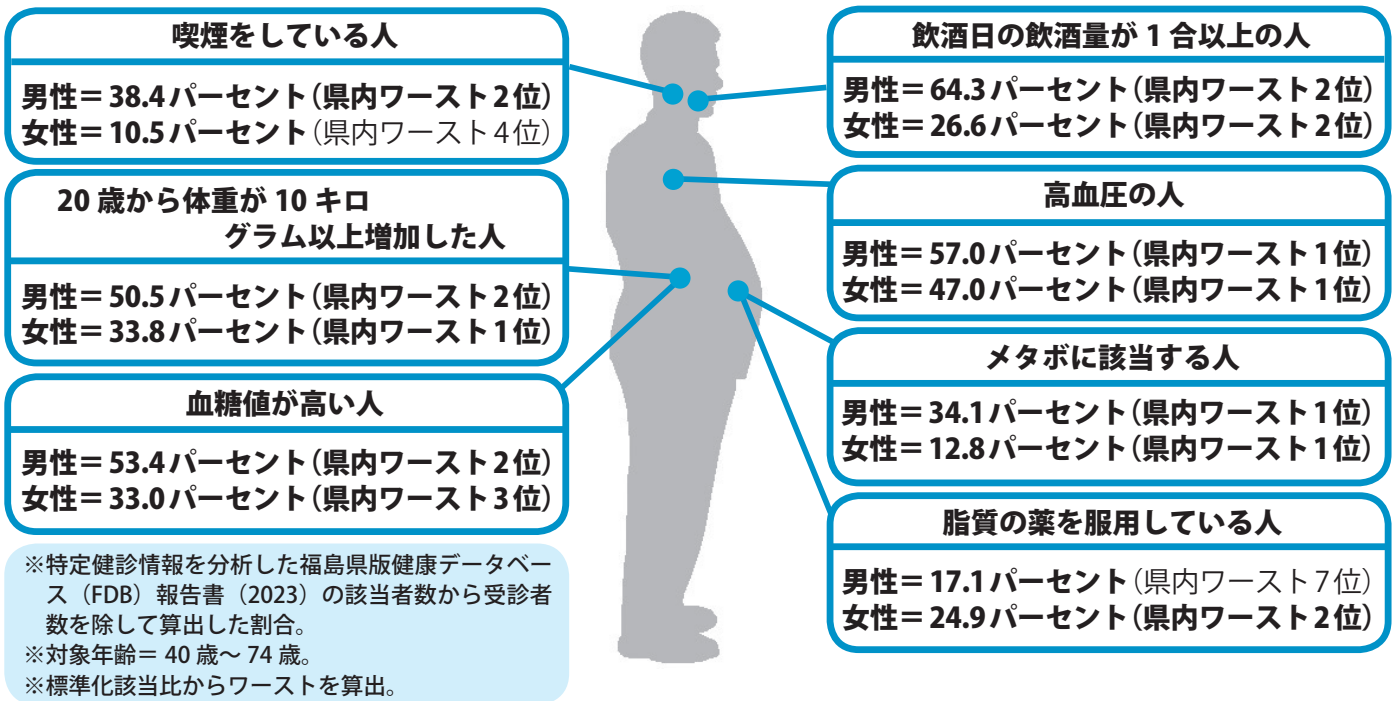 喫煙をしている人
男性＝38.4パーセント（県内ワースト2位）
女性＝10.5パーセント（県内ワースト4位）
20歳から体重が10キロ
グラム以上増加した人
男性＝50.5パーセント（県内ワースト2位）
女性＝33.8パーセント（県内ワースト1位）
血糖値が高い人
男性＝53.4パーセント（県内ワースト2位）
女性＝33.0パーセント（県内ワースト3位）
※特定健診情報を分析した福島県版健康データベー
ス（FDB）報告書（2023）の該当者数から受診者
数を除して算出した割合。
※対象年齢＝40歳～74歳。
※標準化該当比からワーストを算出。
飲酒日の飲酒量が1合以上の人
男性＝64.3パーセント（県内ワースト2位）
女性＝26.6パーセント（県内ワースト2位）
高血圧の人
男性＝57.0パーセント（県内ワースト1位）
女性＝47.0パーセント（県内ワースト1位）
メタボに該当する人
男性＝34.1パーセント（県内ワースト1位）
女性＝12.8パーセント（県内ワースト1位）
脂質の薬を服用している人
男性＝17.1パーセント（県内ワースト7位）
女性＝24.9パーセント（県内ワースト2位）